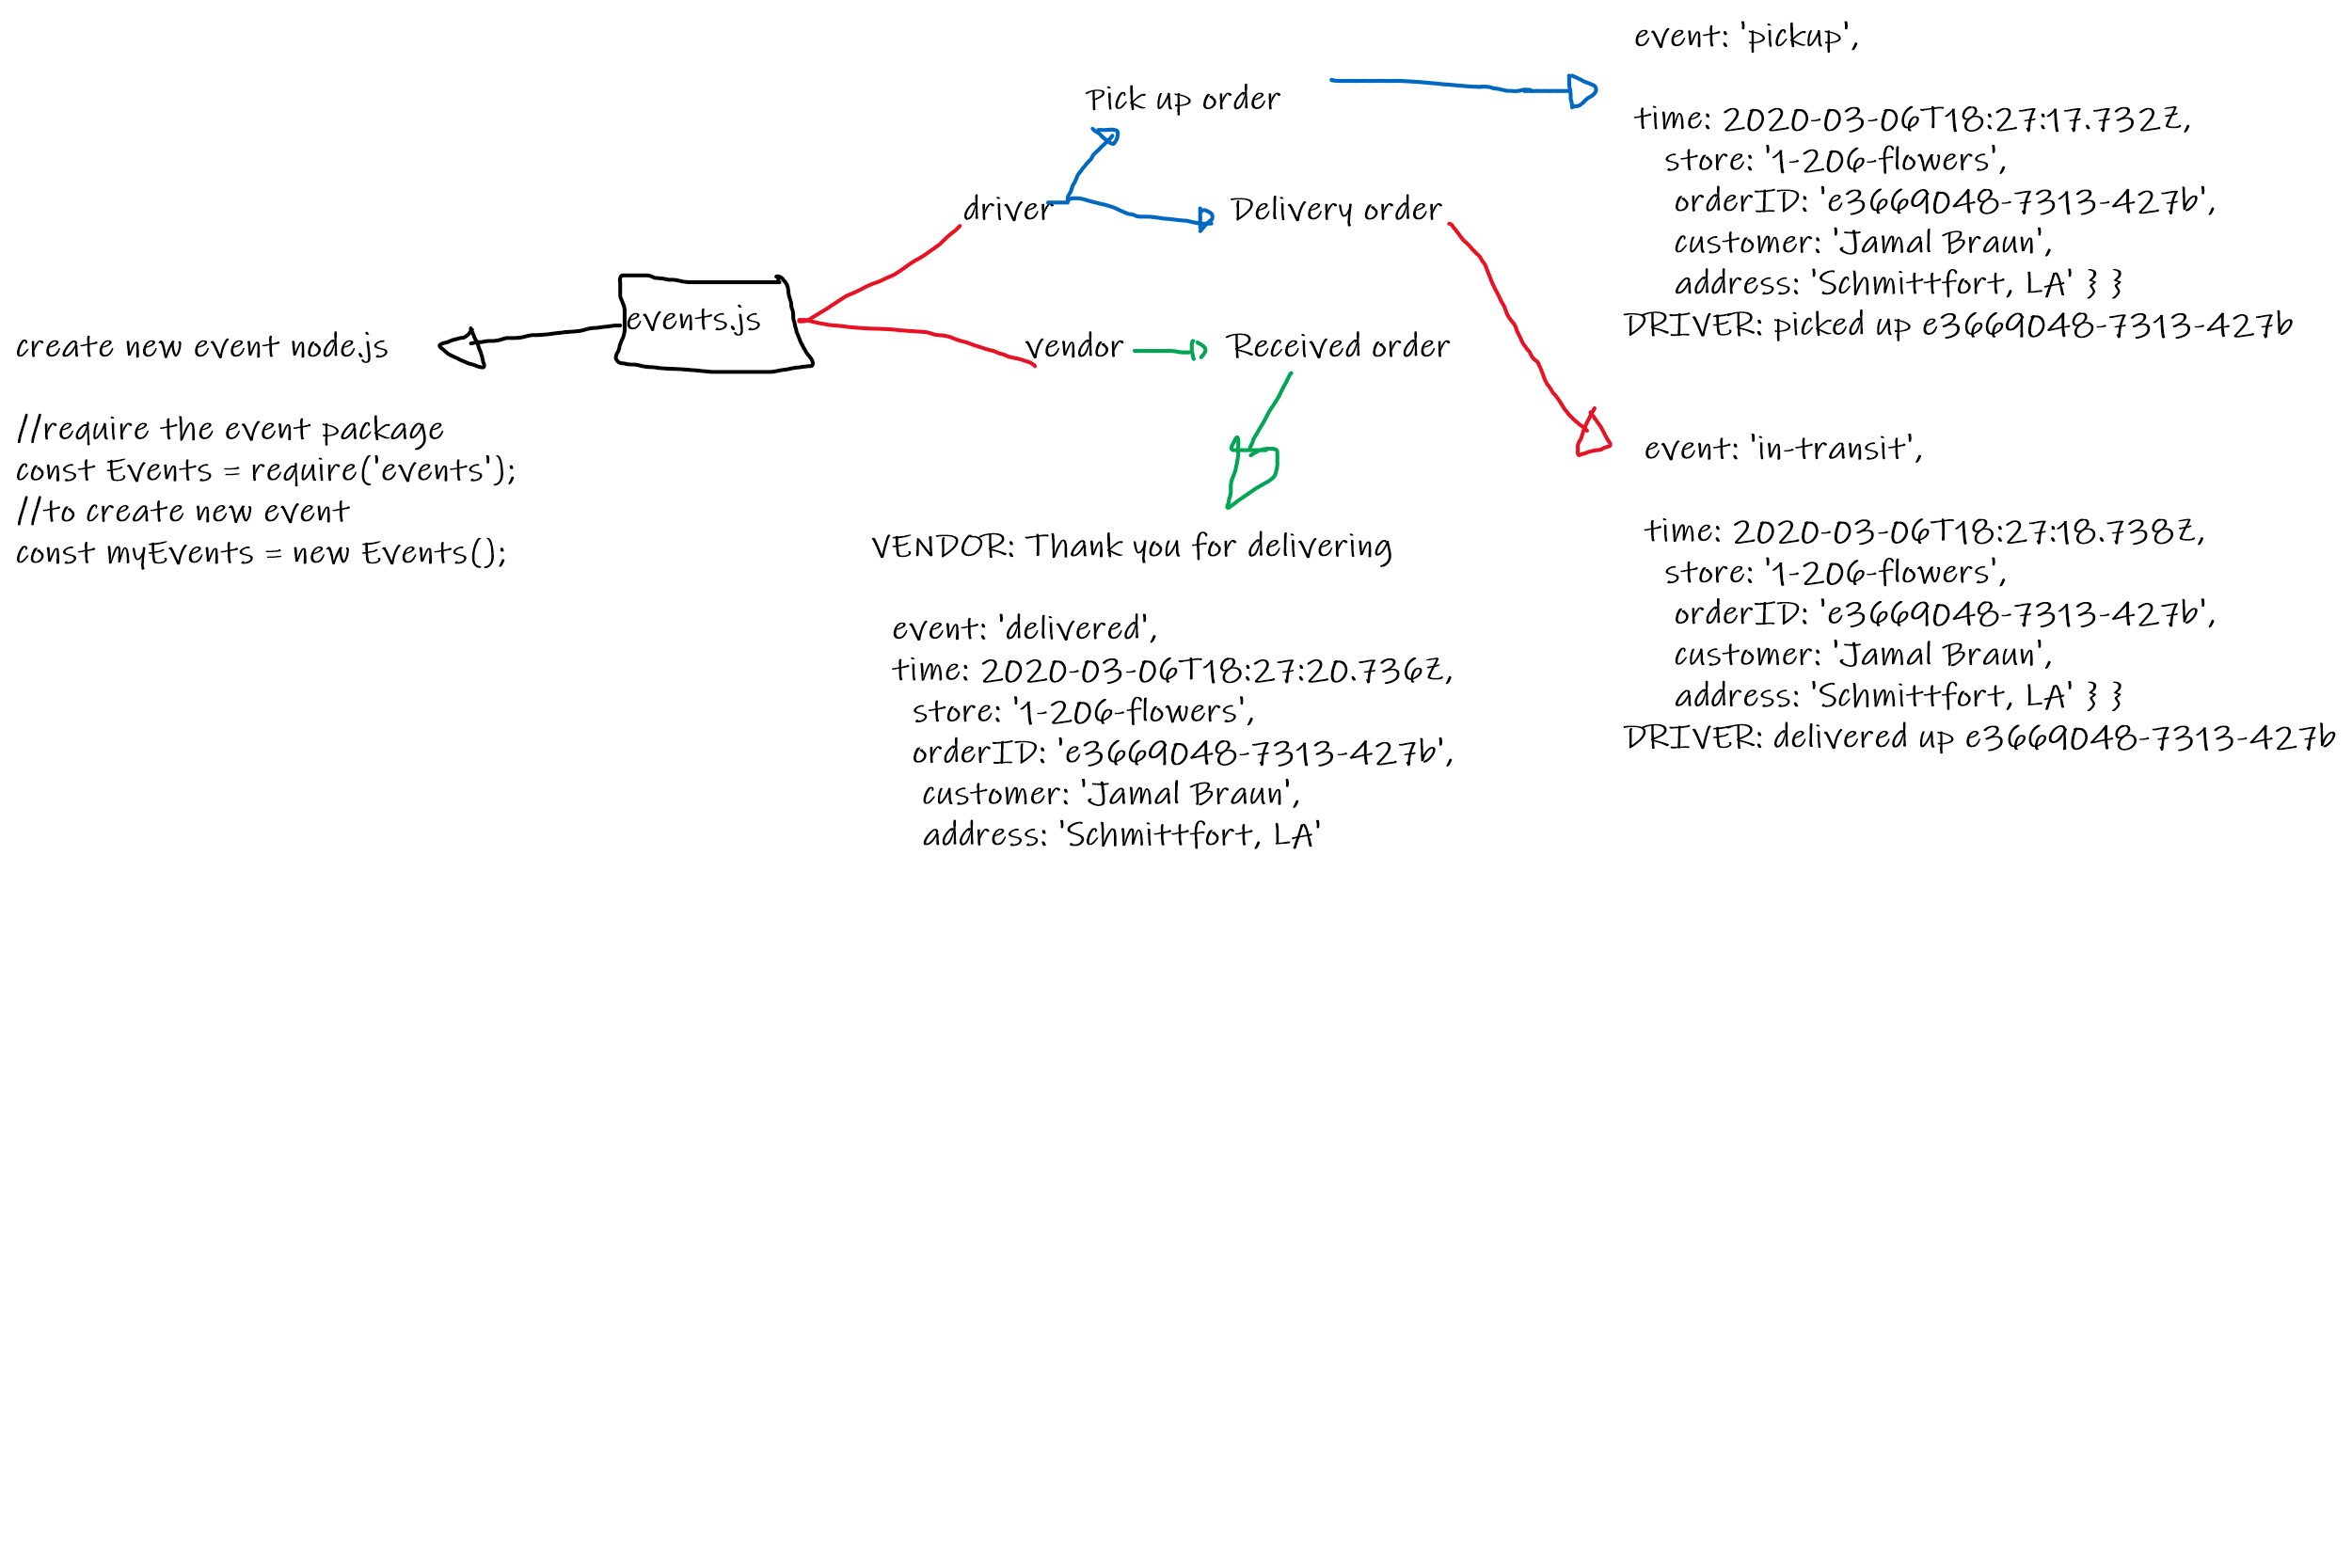 create new event node.js
//require the event package
const Events = require('events');
//to create new event
const myEvents = new Events();
events.js
driver
Pick up order
Delivery order
vendor
Received order
VENDOR: Thank you for delivering
event: 'delivered',
time: 2020-03-06T18:27:20.736Z,
store: '1-206-flowers',
orderID: 'e3669048-7313-427b',
customer: 'Jamal Braun',
address: 'Schmittfort, LA'
event: 'pickup',
time: 2020-03-06T18:27:17.732Z,
store: '1-206-flowers',
orderID: 'e3669048-7313-427b',
customer: 'Jamal Braun',
address: 'Schmittfort, LA' } }
DRIVER: picked up e3669048-7313-427b
event: 'in-transit',
time: 2020-03-06T18:27:18.738Z,
store: '1-206-flowers',
orderID: 'e3669048-7313-427b',
customer: 'Jamal Braun',
address: 'Schmittfort, LA' } }
DRIVER: delivered up e3669048-7313-427b